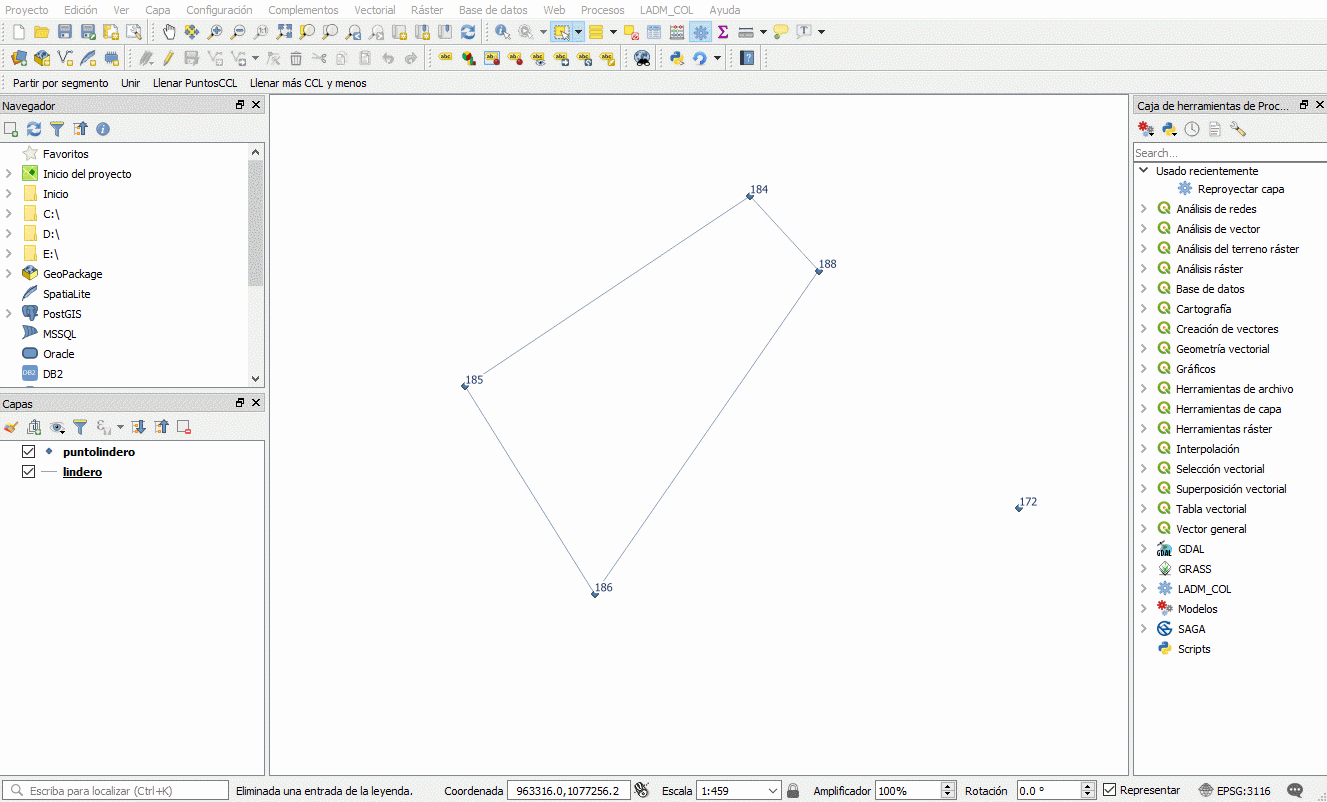 Proyecto Edición Ver Capa Configuración Complementos Vectorial Ráster Base de datos Web Procesos LADM_COL Ayuda
Partir por segmento Unir Llenar PuntosCCL Llenar más CCL y menos
Navegador
Favoritos
Inicio del proyecto
Inicio
C:\
D:\
E:\
GeoPackage
SpatiaLite
PostGIS
MSSQL
Oracle
DB2
Capas
puntolindero
lindero
184
188
185
172
186
Caja de herramientas de Proc...
Search...
Usado recientemente
Reproyectar capa
Análisis de redes
Análisis de vector
Análisis del terreno ráster
Análisis ráster
Base de datos
Cartografía
Creación de vectores
Geometría vectorial
Gráficos
Herramientas de archivo
Herramientas de capa
Herramientas ráster
Interpolación
Selección vectorial
Superposición vectorial
Tabla vectorial
Vector general
GDAL
GRASS
LADM_COL
Modelos
SAGA
Scripts
Escriba para localizar (Ctrl+K) Eliminada una entrada de la leyenda. Coordenada 963316.0,1077256.2 Escala 1:459 Amplificador 100% Rotación 0.0 ° Representar EPSG:3116